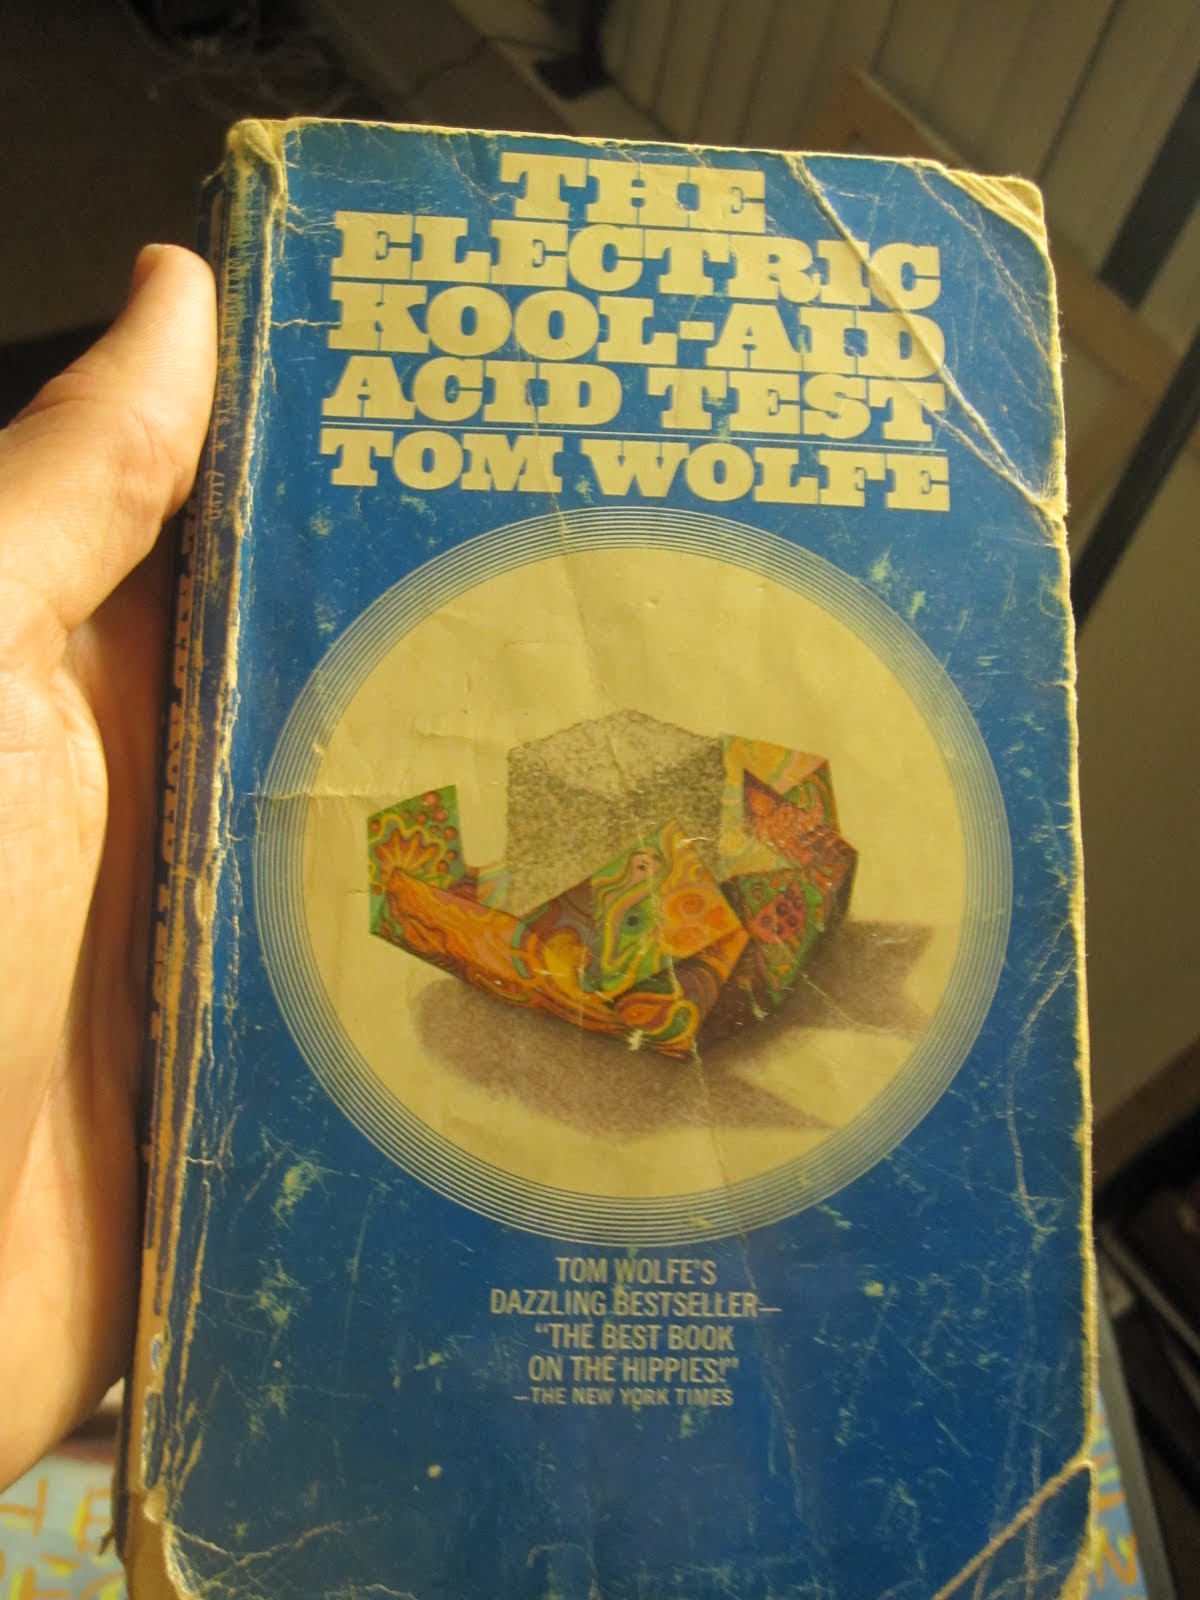 THE
ELECTRIC
KOOL-AID
ACID TEST
TOM WOLFE
TOM WOLFE'S
DAZZLING BESTSELLER—
"THE BEST BOOK
ON THE HIPPIES!"
—THE NEW YORK TIMES